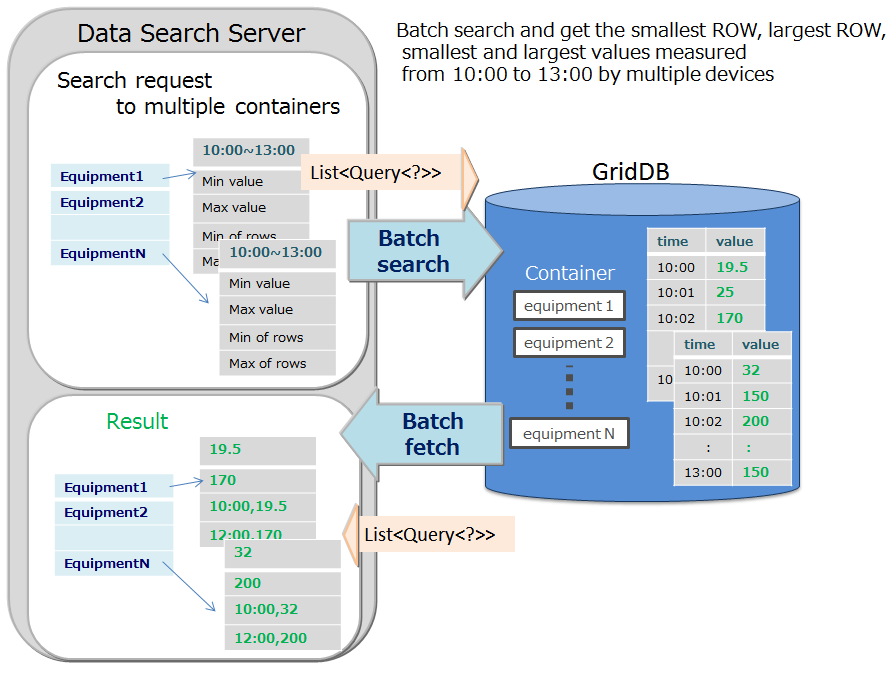 Data Search Server
Batch search and get the smallest ROW, largest ROW,
smallest and largest values measured
from 10:00 to 13:00 by multiple devices
Search request
to multiple containers
Equipment1
Equipment2
EquipmentN
10:00~13:00
Min value
Max value
Min of rows
Ma
10:00~13:00
Min value
Max value
Min of rows
Max of rows
List<Query<?>>
Batch
search
GridDB
Container
equipment 1
equipment 2
equipment N
time value
10:00 19.5
10:01 25
10:02 170
10
time value
10:00 32
10:01 150
10:02 200
: :
13:00 150
Batch
fetch
Result
Equipment1
Equipment2
EquipmentN
19.5
170
10:00,19.5
12:00,170
32
200
10:00,32
12:00,200
List<Query<?>>